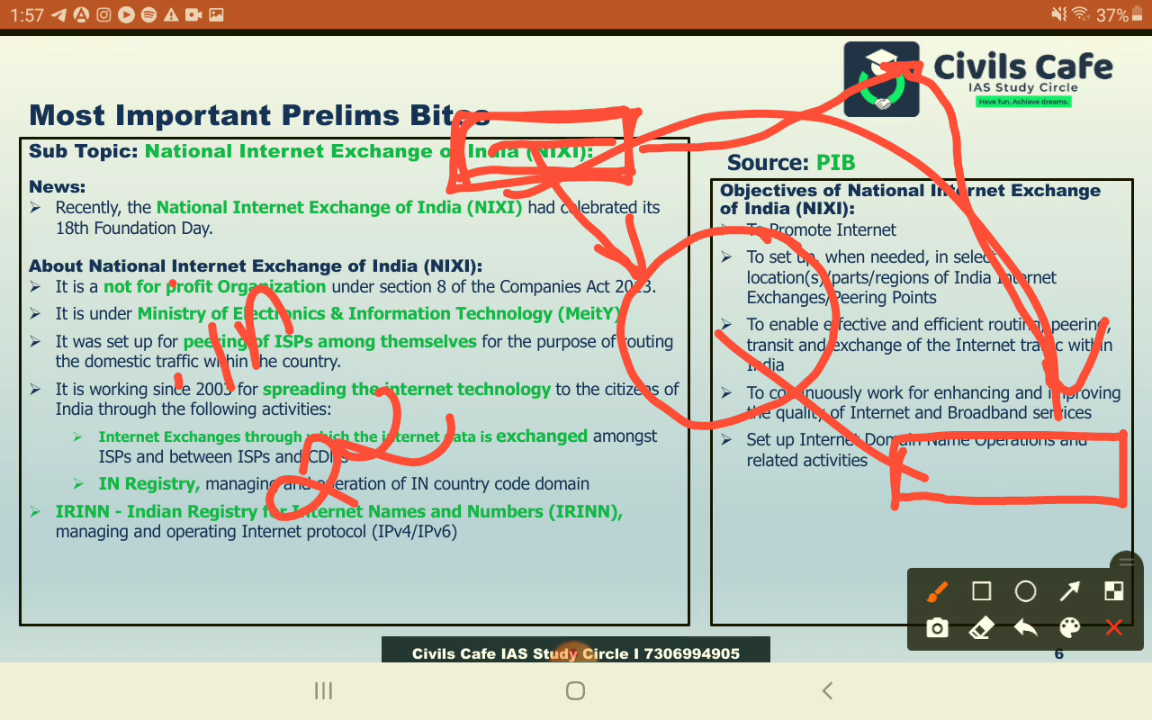 1:57
37%
Civils Cafe
IAS Study Circle
Have fun. Achieve dreams.
Most Important Prelims Bites
Sub Topic: National Internet Exchange of India (NIXI):
News:
➢ Recently, the National Internet Exchange of India (NIXI) had celebrated its
18th Foundation Day.
About National Internet Exchange of India (NIXI):
➢ It is a not for profit Organization under section 8 of the Companies Act 2013.
➢ It is under Ministry of Electronics & Information Technology (MeitY)
➢ It was set up for peering of ISPs among themselves for the purpose of routing
the domestic traffic within the country.
➢ It is working since 2003 for spreading the internet technology to the citizens of
India through the following activities:
➢ Internet Exchanges through which the internet data is exchanged amongst
ISPs and between ISPs and CDNs
➢ IN Registry, managing and operation of IN country code domain
➢ IRINN - Indian Registry for Internet Names and Numbers (IRINN),
managing and operating Internet protocol (IPv4/IPv6)
.in
Source: PIB
Objectives of National Internet Exchange
of India (NIXI):
➢ To Promote Internet
➢ To set up, when needed, in select
location(s)/parts/regions of India Internet
Exchanges/Peering Points
➢ To enable effective and efficient routing, peering,
transit and exchange of the Internet traffic within
India
➢ To continuously work for enhancing and improving
the quality of Internet and Broadband services
➢ Set up Internet Domain Name Operations and
related activities
Civils Cafe IAS Study Circle I 7306994905
6